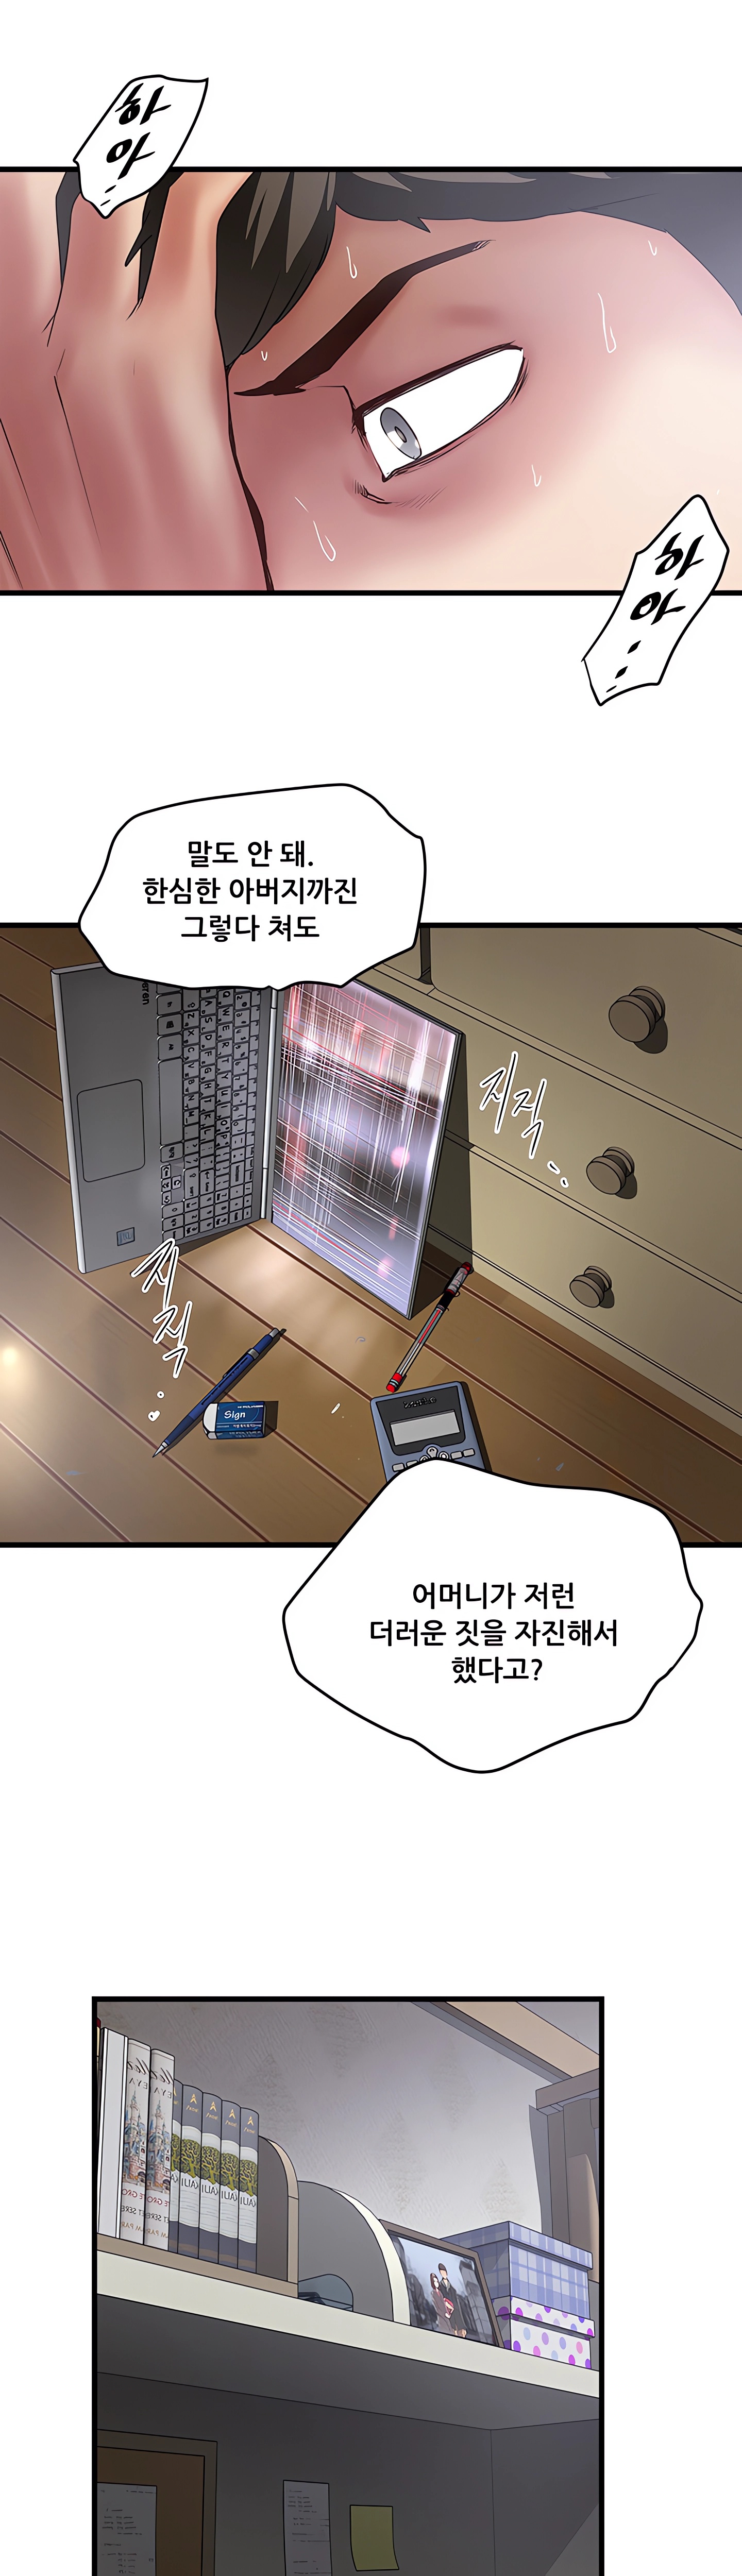 하
아...
하
아...
말도 안 돼.
한심한 아버지까진
그렇다 쳐도
지직...
지직...
Sign
어머니가 저런
더러운 짓을 자진해서
했다고?